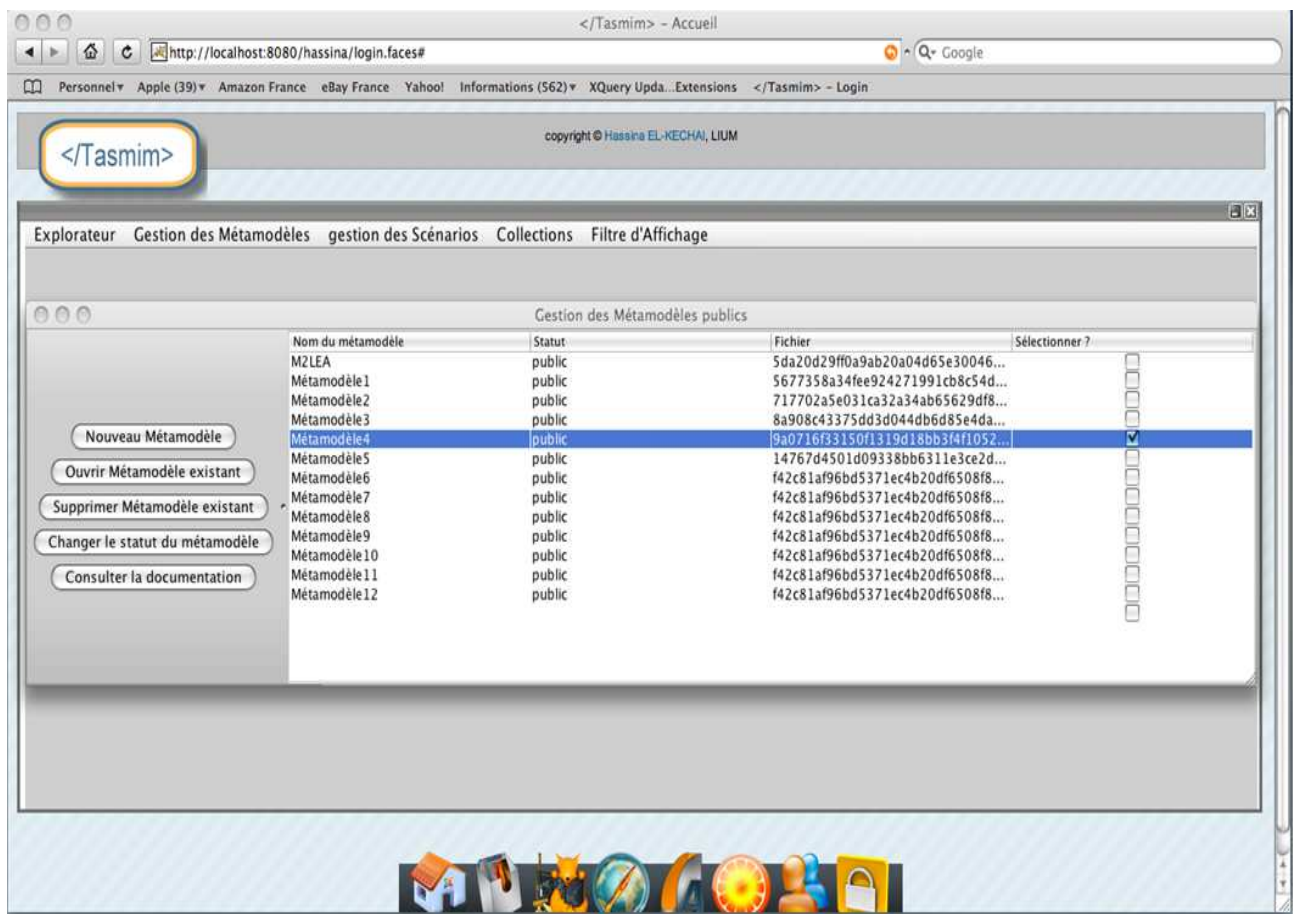 </Tasmim> - Accueil
http://localhost:8080/hassina/login.faces# Google
Personnel Apple (39) Amazon France eBay France Yahoo! Informations (562) XQuery Upda...Extensions </Tasmim> - Login
copyright © Hassina EL-KECHAI, LIUM
</Tasmim>
Explorateur Gestion des Métamodèles gestion des Scénarios Collections Filtre d'Affichage
Gestion des Métamodèles publics
Nom du métamodèle Statut Fichier Sélectionner ?
M2LEA public 5da20d29ff0a9ab20a04d65e30046...
Métamodèle1 public 5677358a34fee924271991cb8c54d...
Métamodèle2 public 717702a5e031ca32a34ab65629df8...
Métamodèle3 public 8a908c43375dd3d044db6d85e4da...
Métamodèle4 public 9a0716f33150f1319d18bb3f4f1052...
Métamodèle5 public 14767d4501d09338bb6311e3ce2d...
Métamodèle6 public f42c81af96bd5371ec4b20df6508f8...
Métamodèle7 public f42c81af96bd5371ec4b20df6508f8...
Métamodèle8 public f42c81af96bd5371ec4b20df6508f8...
Métamodèle9 public f42c81af96bd5371ec4b20df6508f8...
Métamodèle10 public f42c81af96bd5371ec4b20df6508f8...
Métamodèle11 public f42c81af96bd5371ec4b20df6508f8...
Métamodèle12 public f42c81af96bd5371ec4b20df6508f8...
Nouveau Métamodèle
Ouvrir Métamodèle existant
Supprimer Métamodèle existant
Changer le statut du métamodèle
Consulter la documentation